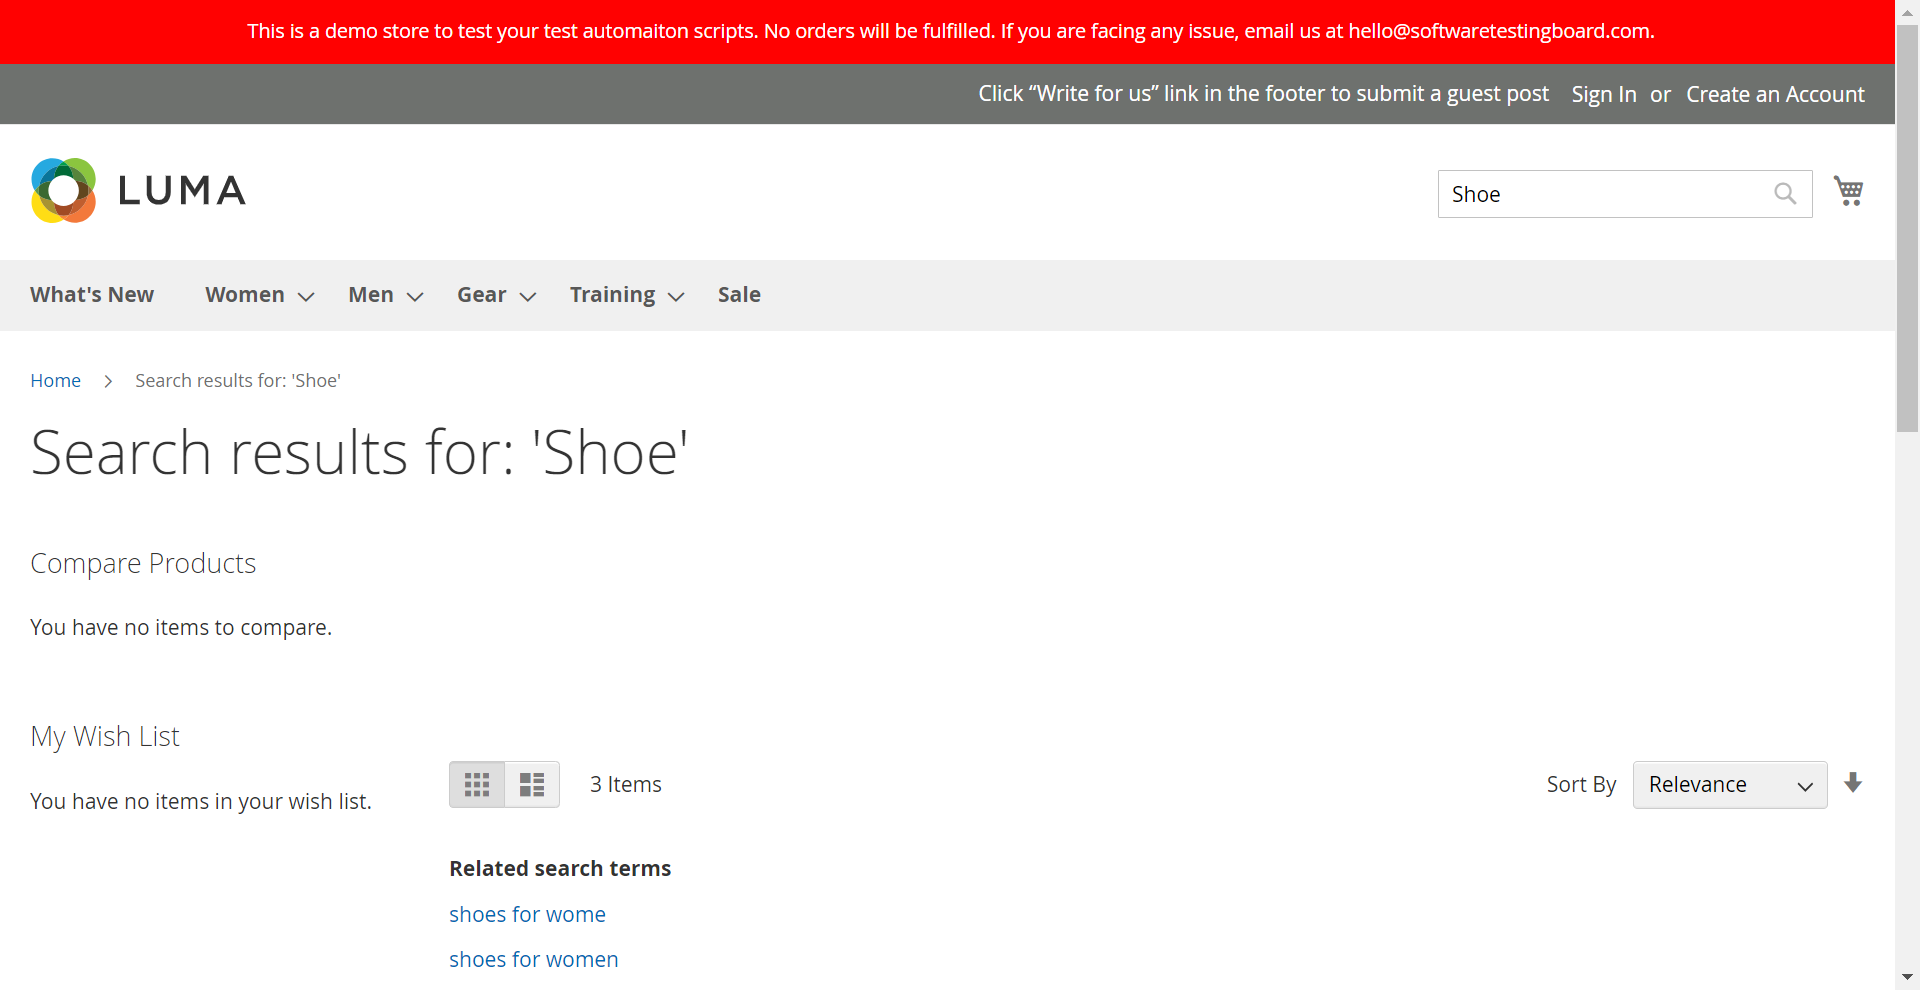 This is a demo store to test your test automaiton scripts. No orders will be fulfilled. If you are facing any issue, email us at hello@softwaretestingboard.com.
Click “Write for us” link in the footer to submit a guest post Sign In or Create an Account
LUMA
Shoe
What's New Women Men Gear Training Sale
Home Search results for: 'Shoe'
Search results for: 'Shoe'
Compare Products
You have no items to compare.
My Wish List
You have no items in your wish list.
3 Items
Sort By Relevance
Related search terms
shoes for wome
shoes for women